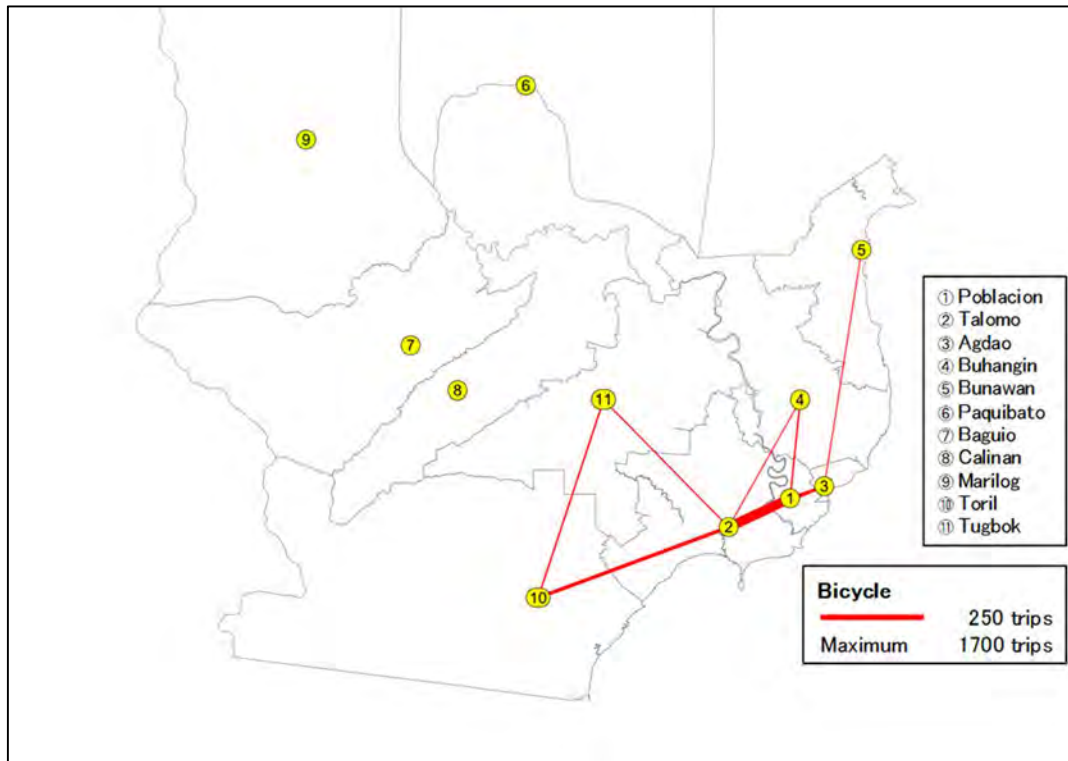 6
9
5
7
8
11
4
3
1
2
10
① Poblacion
② Talomo
③ Agdao
④ Buhangin
⑤ Bunawan
⑥ Paquibato
⑦ Baguio
⑧ Calinan
⑨ Marilog
⑩ Toril
⑪ Tugbok
Bicycle
250 trips
Maximum 1700 trips